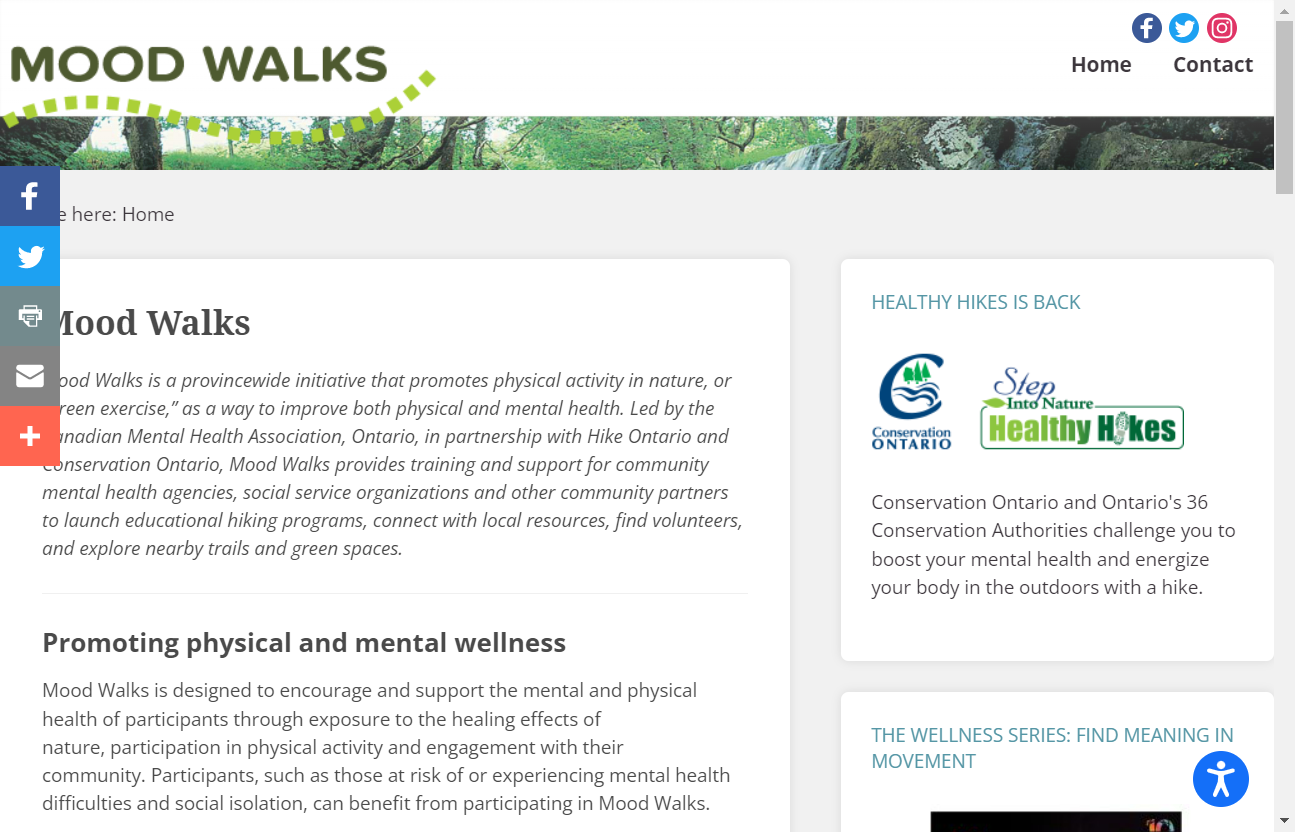 MOOD WALKS
Home
Contact
e here: Home
Mood Walks
ood Walks is a provincewide initiative that promotes physical activity in nature, or
reen exercise,” as a way to improve both physical and mental health. Led by the
anadian Mental Health Association, Ontario, in partnership with Hike Ontario and
Conservation Ontario, Mood Walks provides training and support for community
mental health agencies, social service organizations and other community partners
to launch educational hiking programs, connect with local resources, find volunteers,
and explore nearby trails and green spaces.
Promoting physical and mental wellness
Mood Walks is designed to encourage and support the mental and physical
health of participants through exposure to the healing effects of
nature, participation in physical activity and engagement with their
community. Participants, such as those at risk of or experiencing mental health
difficulties and social isolation, can benefit from participating in Mood Walks.
HEALTHY HIKES IS BACK
Conservation
ONTARIO
Step
Into Nature
Healthy Hikes
Conservation Ontario and Ontario's 36
Conservation Authorities challenge you to
boost your mental health and energize
your body in the outdoors with a hike.
THE WELLNESS SERIES: FIND MEANING IN
MOVEMENT